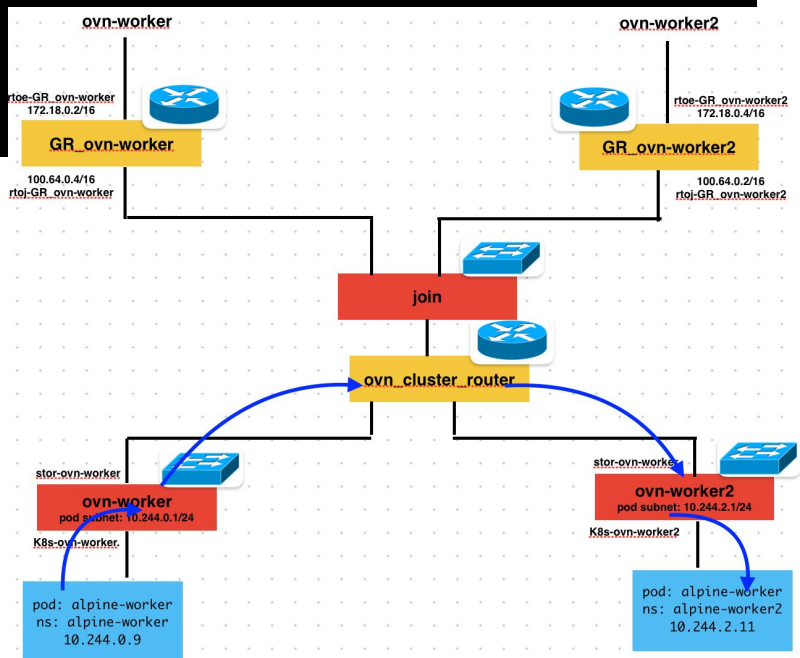 ovn-worker
ovn-worker2
rtoe-GR_ovn-worker
172.18.0.2/16
rtoe-GR_ovn-worker2
172.18.0.4/16
GR_ovn-worker
GR_ovn-worker2
100.64.0.4/16
rtoj-GR_ovn-worker
100.64.0.2/16
rtoj-GR_ovn-worker2
join
ovn_cluster_router
stor-ovn-worker
stor-ovn-worker
ovn-worker
pod subnet: 10.244.0.1/24
ovn-worker2
pod subnet: 10.244.2.1/24
K8s-ovn-worker.
K8s-ovn-worker2
pod: alpine-worker
ns: alpine-worker
10.244.0.9
pod: alpine-worker
ns: alpine-worker2
10.244.2.11